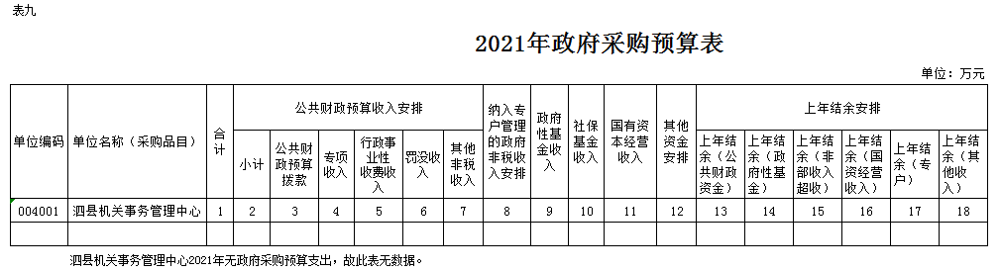 表九
2021年政府采购预算表
单位：万元
单位编码 单位名称（采购品目） 合计 公共财政预算收入安排 纳入专户管理的政府非税收入安排 政府性基金收入 社保基金收入 国有资本经营收入 其他资金安排 上年结余安排
小计 公共财政预算拨款 专项收入 行政事业性收费收入 罚没收入 其他非税收入 上年结余（公共财政资金） 上年结余（政府性基金） 上年结余（非部收入超收） 上年结余（国资经营收入） 上年结余（专户） 上年结余（其他收入）
004001 泗县机关事务管理中心 1 2 3 4 5 6 7 8 9 10 11 12 13 14 15 16 17 18
泗县机关事务管理中心2021年无政府采购预算支出，故此表无数据。